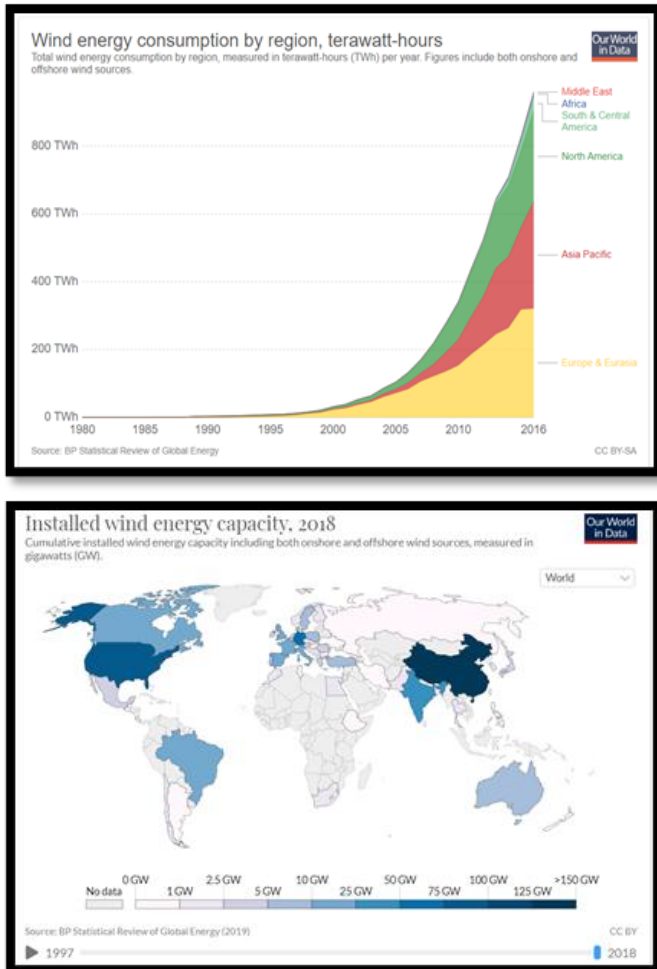 Wind energy consumption by region, terawatt-hours
Total wind energy consumption by region, measured in terawatt-hours (TWh) per year. Figures include both onshore and
offshore wind sources.
Our World
in Data
Middle East
Africa
South & Central
America
North America
Asia Pacific
Europe & Eurasia
800 TWh
600 TWh
400 TWh
200 TWh
0 TWh
1980 1985 1990 1995 2000 2005 2010 2016
Source: BP Statistical Review of Global Energy
CC BY-SA
Installed wind energy capacity, 2018
Cumulative installed wind energy capacity including both onshore and offshore wind sources, measured in
gigawatts (GW).
Our World
in Data
World
0 GW 2.5 GW 10 GW 50 GW 100 GW >150 GW
No data 1 GW 5 GW 25 GW 75 GW 125 GW
Source: BP Statistical Review of Global Energy (2019)
CC BY
1997 2018